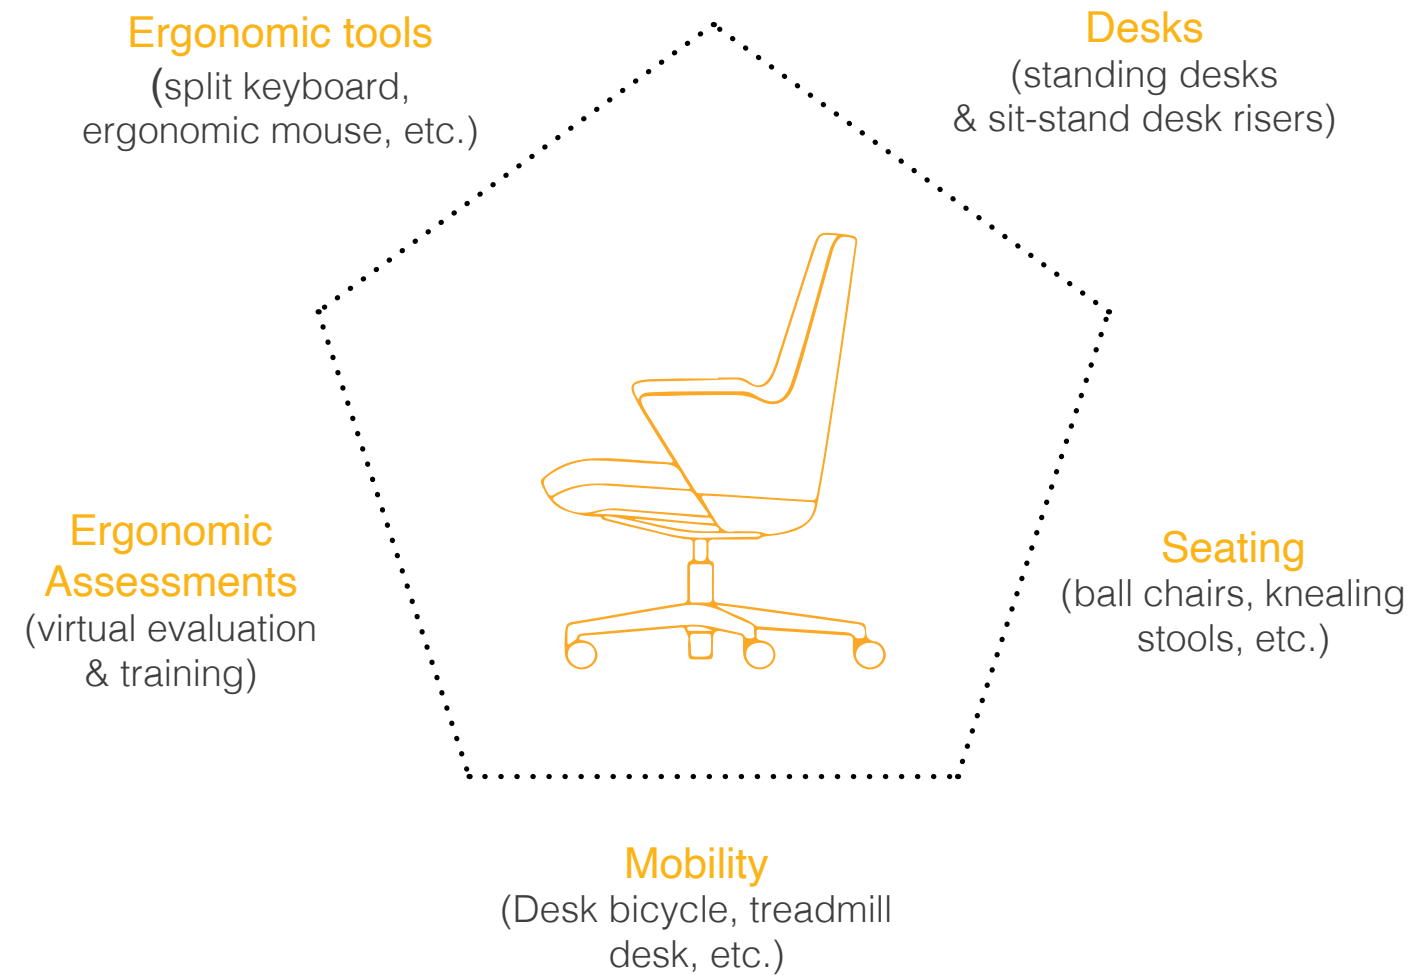 Ergonomic tools
(split keyboard,
ergonomic mouse, etc.)
Desks
(standing desks
& sit-stand desk risers)
Ergonomic
Assessments
(virtual evaluation
& training)
Seating
(ball chairs, knealing
stools, etc.)
Mobility
(Desk bicycle, treadmill
desk, etc.)